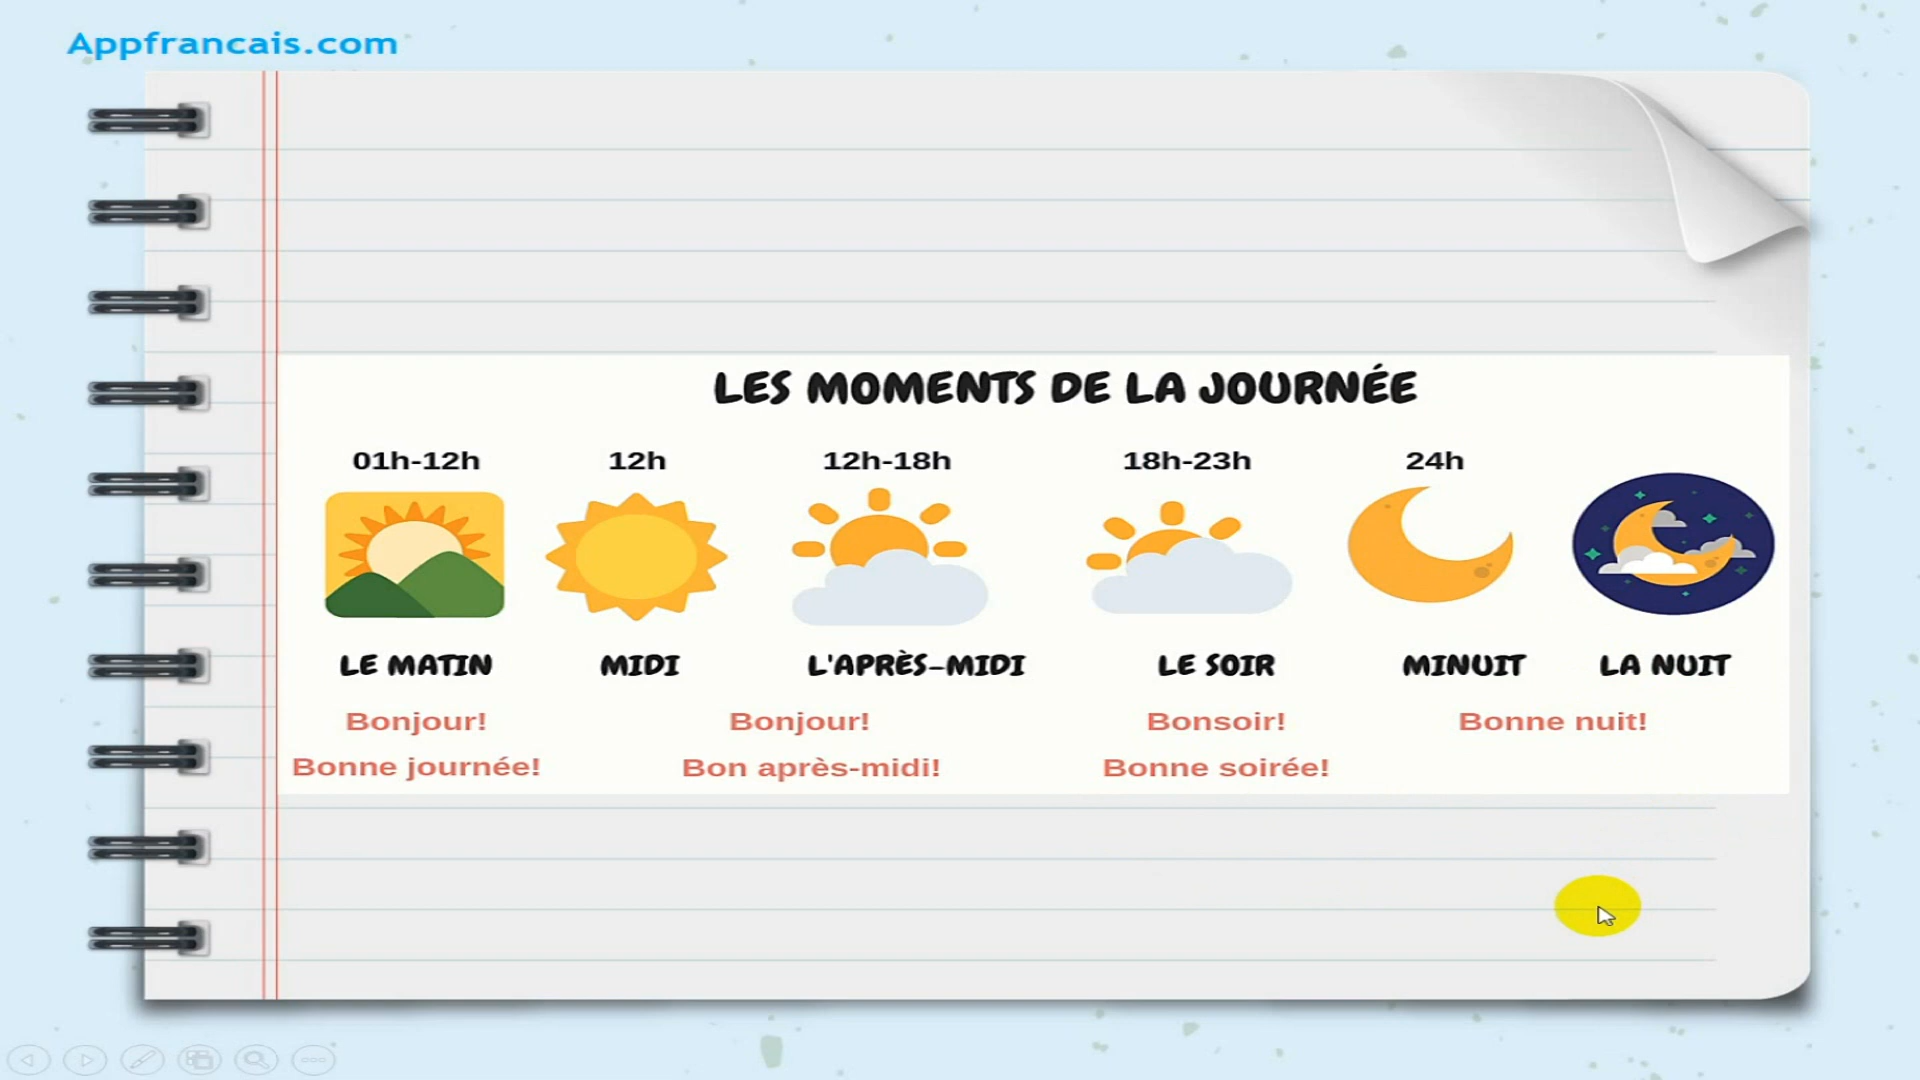 Appfrancais.com
LES MOMENTS DE LA JOURNÉE
01h-12h 12h 12h-18h 18h-23h 24h
LE MATIN MIDI L'APRÈS-MIDI LE SOIR MINUIT LA NUIT
Bonjour! Bonjour! Bonsoir! Bonne nuit!
Bonne journée! Bon après-midi! Bonne soirée!